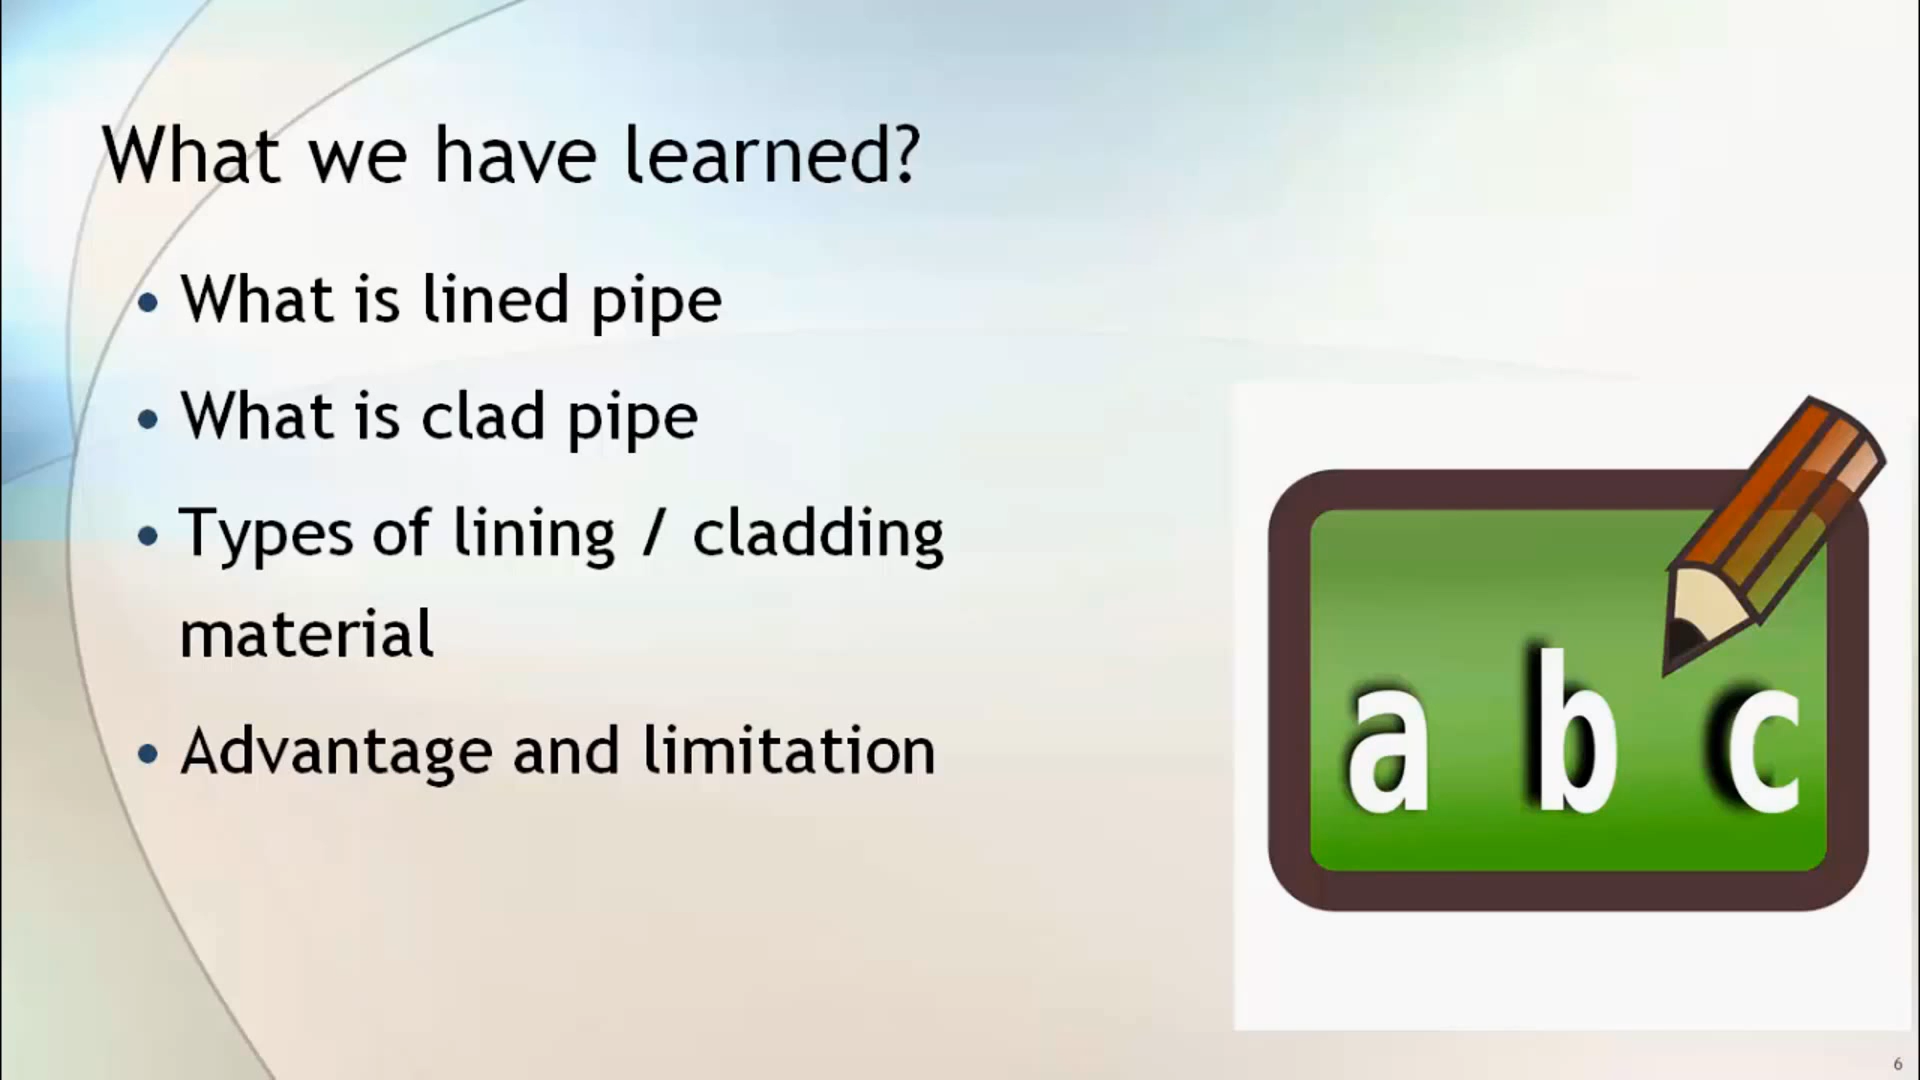 What we have learned?
• What is lined pipe
• What is clad pipe
• Types of lining / cladding
material
• Advantage and limitation
a b c
6